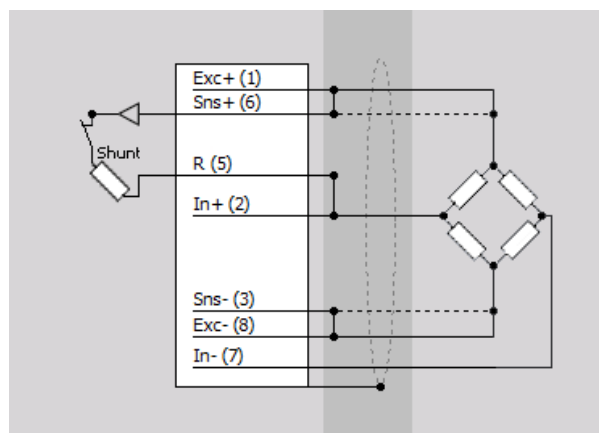 Exc+ (1)
Sns+ (6)
Shunt
R (5)
In+ (2)
Sns- (3)
Exc- (8)
In- (7)